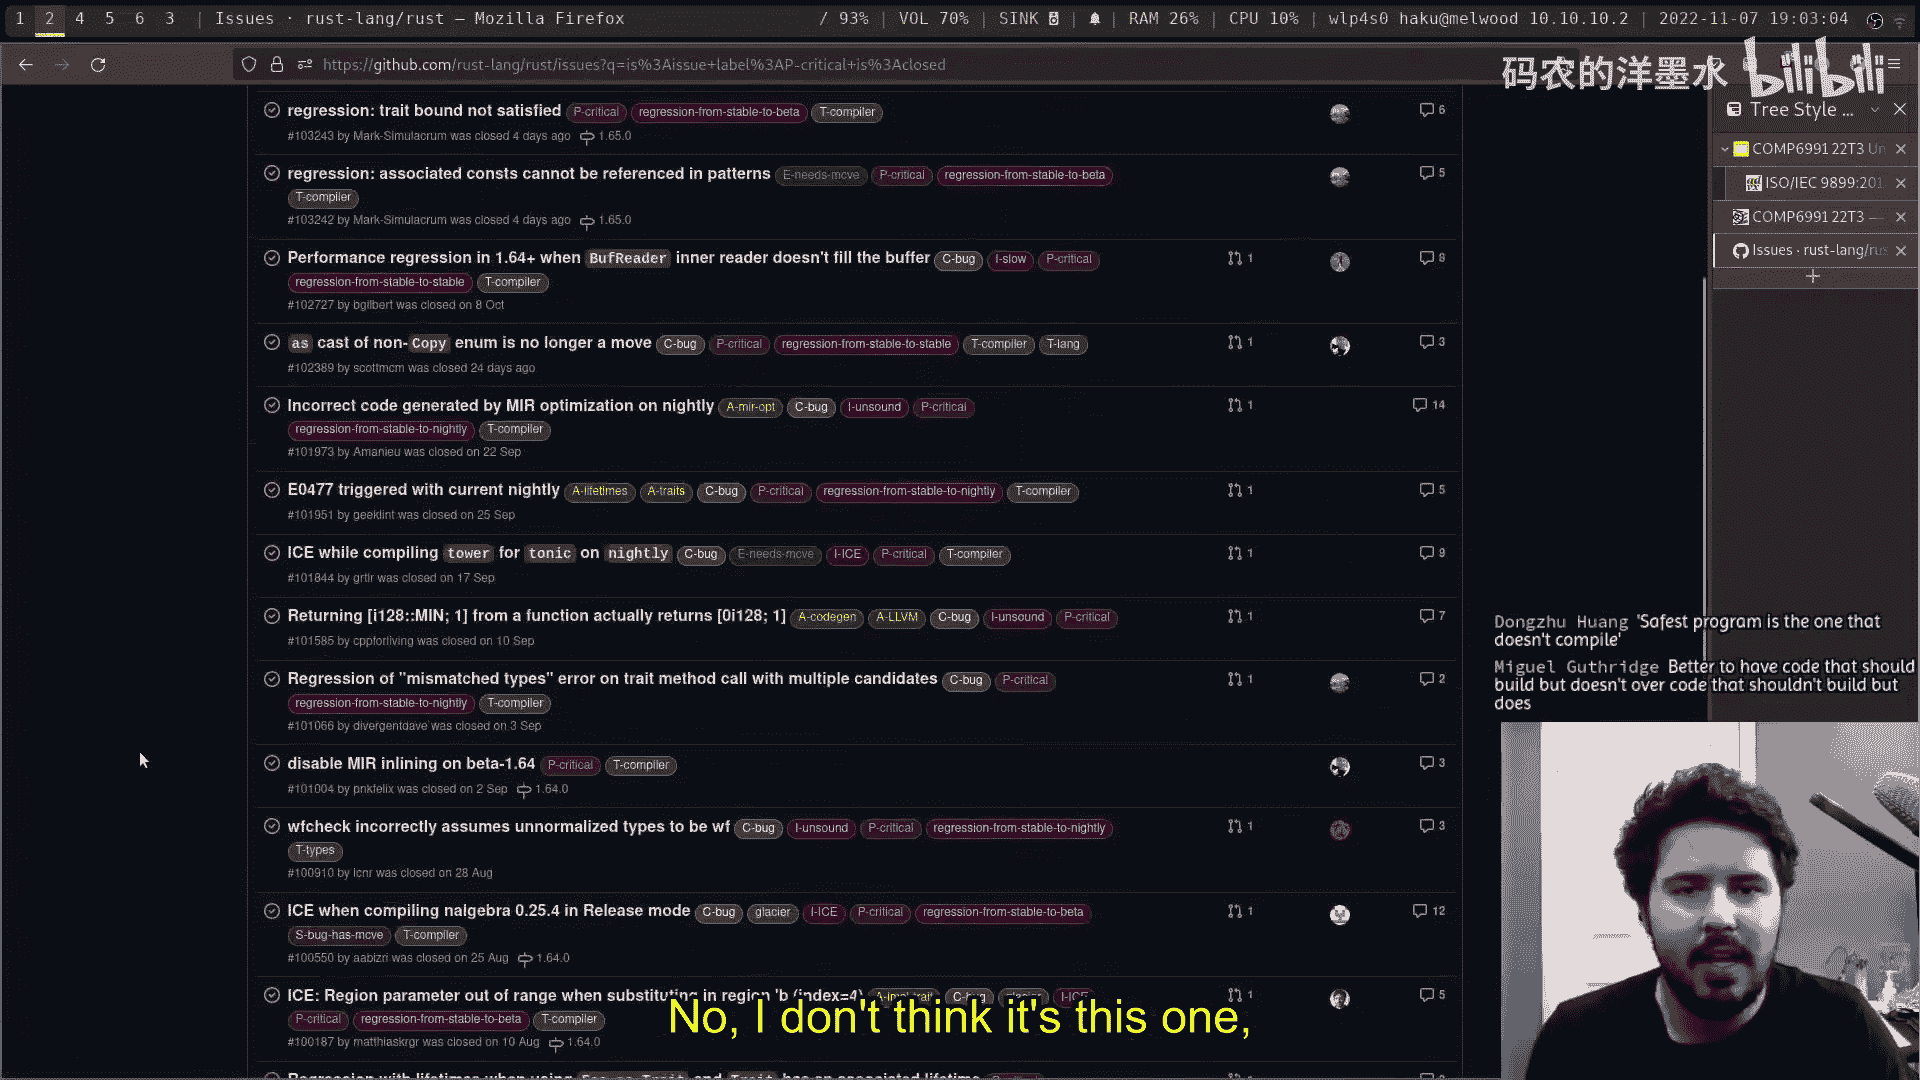 1 2 4 5 6 3 | Issues · rust-lang/rust — Mozilla Firefox
/ 93% | VOL 70% | SINK | | RAM 26% | CPU 10% | wlp4s0 haku@melwood 10.10.10.2 | 2022-11-07 19:03:04
https://github.com/rust-lang/rust/issues?q=is%3Aissue+label%3AP-critical+is%3Aclosed
码农的洋墨水 bilibili
Tree Style ...
COMP6991 22T3 Un
ISO/IEC 9899:201
COMP6991 22T3 —
Issues · rust-lang/rus
regression: trait bound not satisfied P-critical regression-from-stable-to-beta T-compiler 6
#103243 by Mark-Simulacrum was closed 4 days ago 1.65.0
regression: associated consts cannot be referenced in patterns E-needs-mcve P-critical regression-from-stable-to-beta 5
T-compiler
#103242 by Mark-Simulacrum was closed 4 days ago 1.65.0
Performance regression in 1.64+ when BufReader inner reader doesn't fill the buffer C-bug I-slow P-critical 1 8
regression-from-stable-to-stable T-compiler
#102727 by bgilbert was closed on 8 Oct
as cast of non-Copy enum is no longer a move C-bug P-critical regression-from-stable-to-stable T-compiler T-lang 1 3
#102389 by scottmcm was closed 24 days ago
Incorrect code generated by MIR optimization on nightly A-mir-opt C-bug I-unsound P-critical 1 14
regression-from-stable-to-nightly T-compiler
#101973 by Amanieu was closed on 22 Sep
E0477 triggered with current nightly A-lifetimes A-traits C-bug P-critical regression-from-stable-to-nightly T-compiler 1 5
#101951 by geeklint was closed on 25 Sep
ICE while compiling tower for tonic on nightly C-bug E-needs-mcve I-ICE P-critical T-compiler 1 9
#101844 by grtlr was closed on 17 Sep
Returning [i128::MIN; 1] from a function actually returns [0i128; 1] A-codegen A-LLVM C-bug I-unsound P-critical 1 7
#101585 by cppforliving was closed on 10 Sep
Regression of "mismatched types" error on trait method call with multiple candidates C-bug P-critical 1 2
regression-from-stable-to-nightly T-compiler
#101066 by divergentdave was closed on 3 Sep
disable MIR inlining on beta-1.64 P-critical T-compiler 3
#101004 by pnkfelix was closed on 2 Sep 1.64.0
wfcheck incorrectly assumes unnormalized types to be wf C-bug I-unsound P-critical regression-from-stable-to-nightly 1 3
T-types
#100910 by lcnr was closed on 28 Aug
ICE when compiling nalgebra 0.25.4 in Release mode C-bug glacier I-ICE P-critical regression-from-stable-to-beta 1 12
S-bug-has-mcve T-compiler
#100550 by aablzri was closed on 25 Aug 1.64.0
ICE: Region parameter out of range when substituting in region 'b (index=4) A-impl-trait C-bug glacier I-ICE 1 5
P-critical regression-from-stable-to-beta T-compiler
#100187 by matthiaskrgr was closed on 10 Aug 1.64.0
Dongzhu Huang 'Safest program is the one that
doesn't compile'
Miguel Guthridge Better to have code that should
build but doesn't over code that shouldn't build but
does
No, I don't think it's this one,